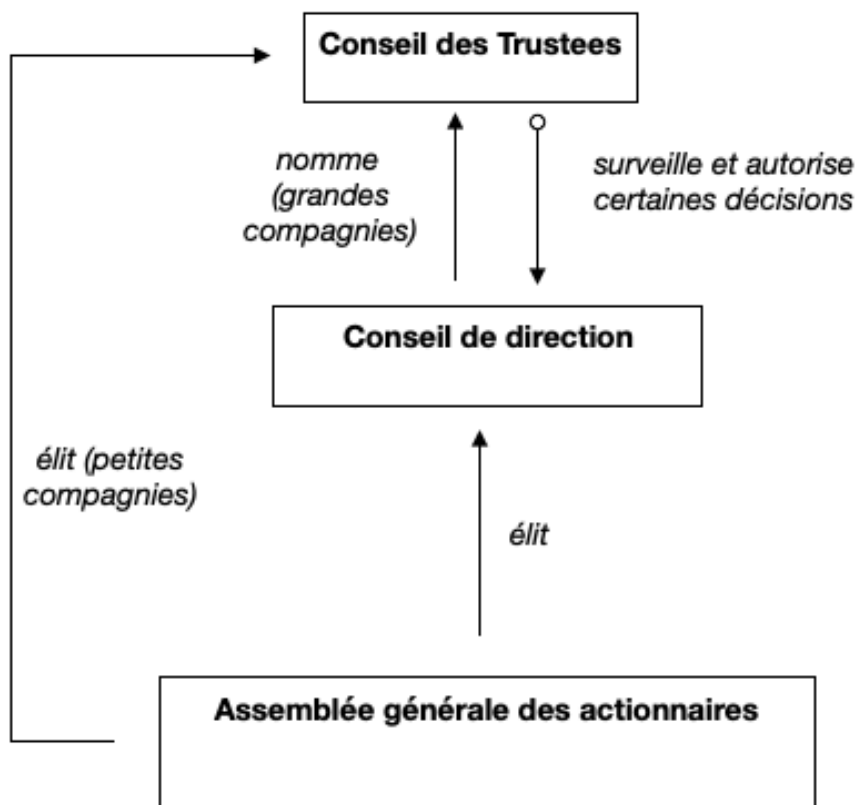 Conseil des Trustees
nomme
(grandes
compagnies)
surveille et autorise
certaines décisions
Conseil de direction
élit (petites
compagnies)
élit
Assemblée générale des actionnaires